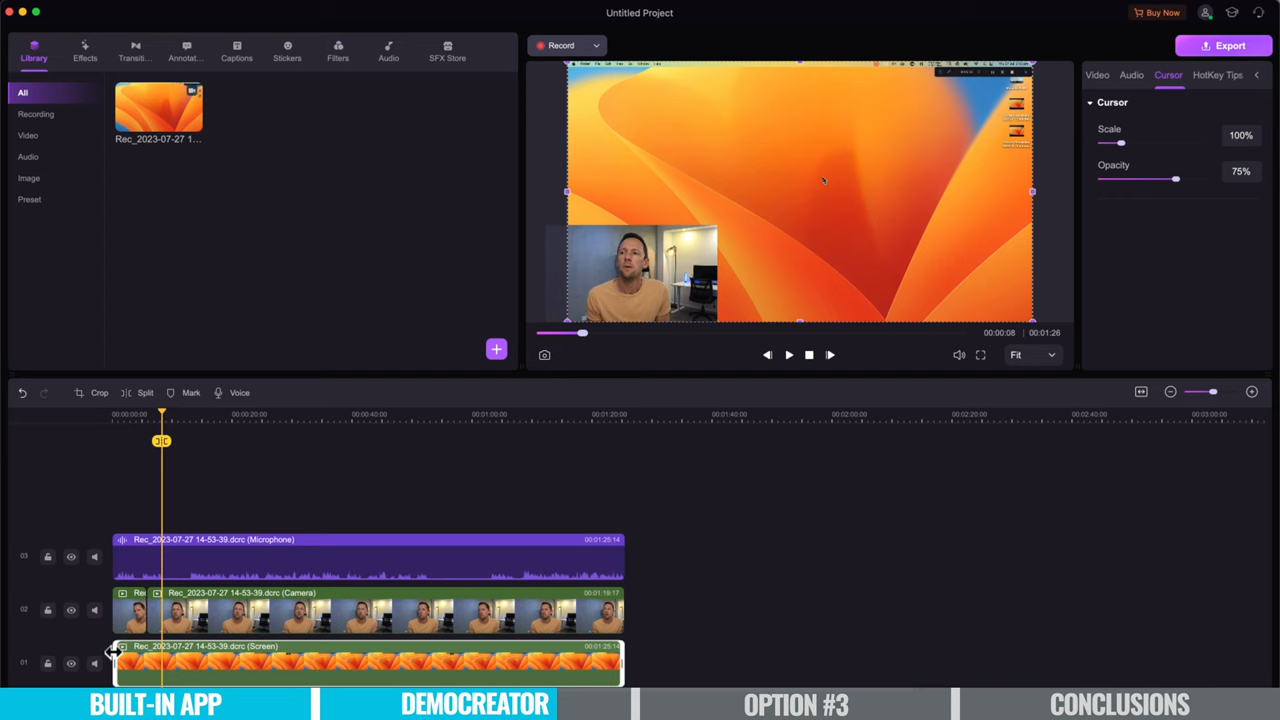 Untitled Project
Buy Now
Library
Effects
Transiti...
Annotat...
Captions
Stickers
Filters
Audio
SFX Store
Record
Export
All
Recording
Video
Audio
Image
Preset
Rec_2023-07-27 1...
Video
Audio
Cursor
HotKey Tips
Cursor
Scale
100%
Opacity
75%
00:00:08
00:01:26
Fit
Crop
Split
Mark
Voice
00:00:00:00
00:00:20:00
00:00:40:00
00:01:00:00
00:01:20:00
00:01:40:00
00:02:00:00
00:02:20:00
00:02:40:00
00:03:00:00
03
Rec_2023-07-27 14-53-39.dcrc (Microphone)
00:01:25:14
02
Rec
Rec_2023-07-27 14-53-39.dcrc (Camera)
00:01:19:17
01
Rec_2023-07-27 14-53-39.dcrc (Screen)
00:01:25:14
BUILT-IN APP
DEMOCREATOR
OPTION #3
CONCLUSIONS